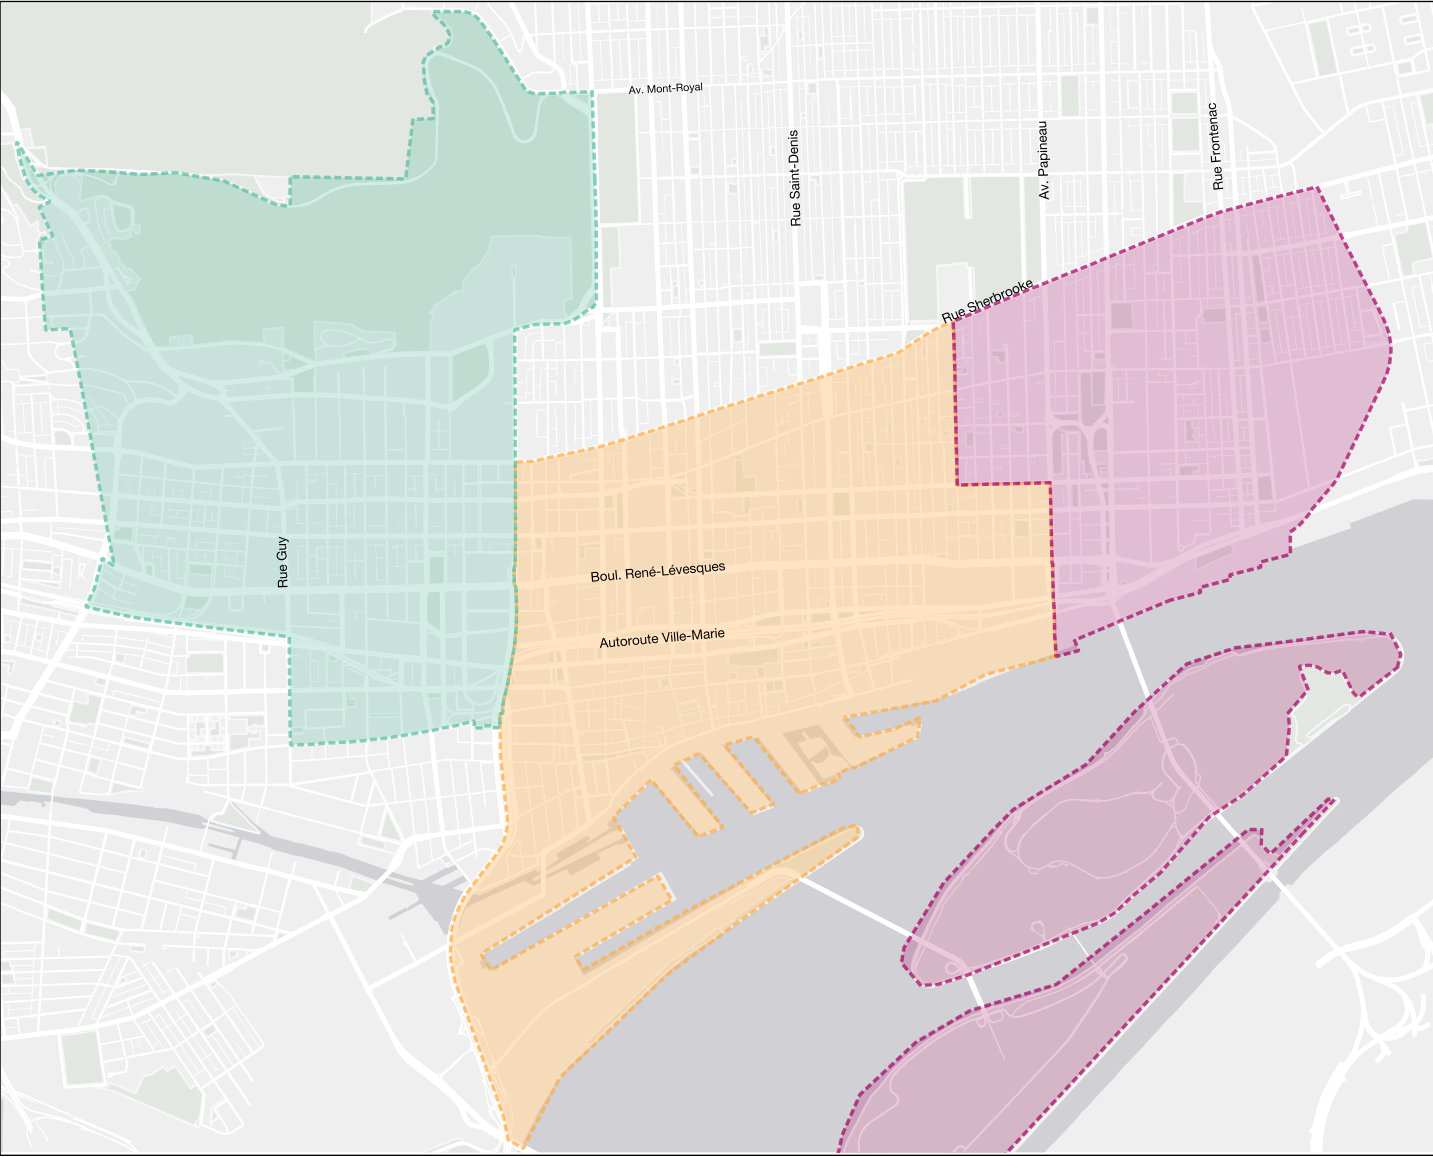 Av. Mont-Royal
Rue Saint-Denis
Av. Papineau
Rue Frontenac
Rue Sherbrooke
Rue Guy
Boul. René-Lévesques
Autoroute Ville-Marie